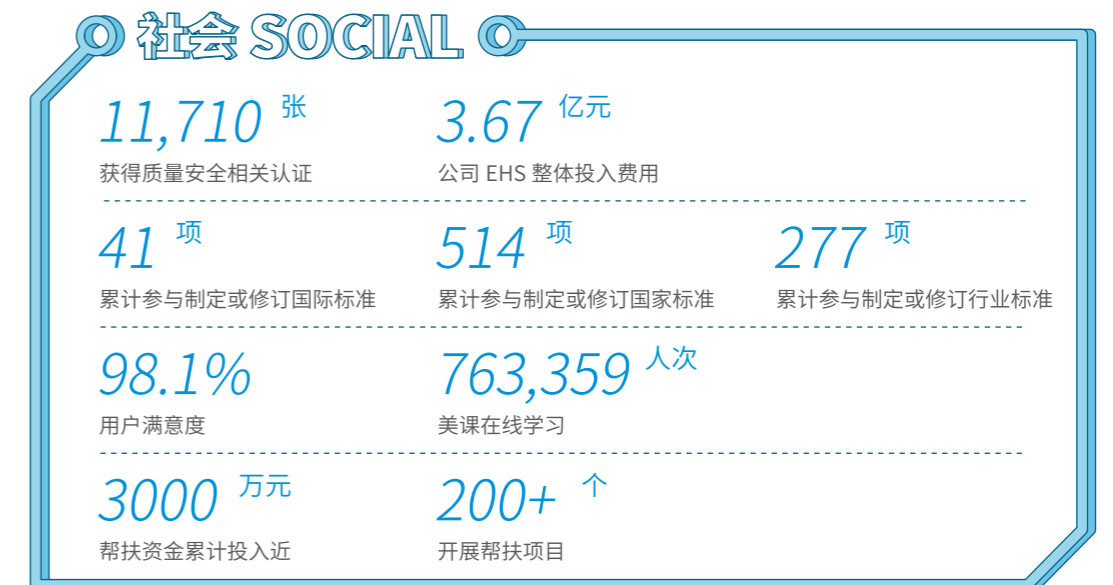 社会 SOCIAL
11,710 张
3.67 亿元
获得质量安全相关认证
公司 EHS 整体投入费用
41 项
514 项
277 项
累计参与制定或修订国际标准
累计参与制定或修订国家标准
累计参与制定或修订行业标准
98.1%
763,359 人次
用户满意度
美课在线学习
3000 万元
200+ 个
帮扶资金累计投入近
开展帮扶项目